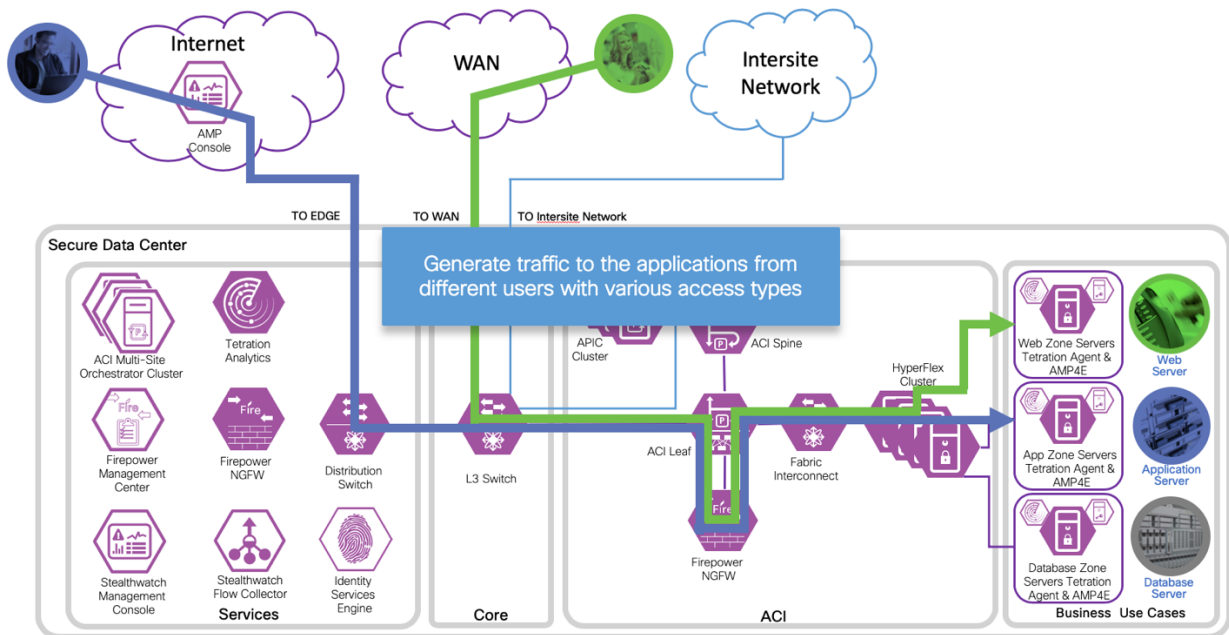 Internet
AMP
Console
WAN
Intersite
Network
TO EDGE
TO WAN
TO Intersite Network
Secure Data Center
Generate traffic to the applications from
different users with various access types
ACI Multi-Site
Orchestrator Cluster
Tetration
Analytics
Fire
Firepower
Management
Center
Fire
Firepower
NGFW
Distribution
Switch
Stealthwatch
Management
Console
Stealthwatch
Flow Collector
Identity
Services
Engine
Services
L3 Switch
Core
APIC
Cluster
P
ACI Spine
P
ACI Leaf
Fire
Firepower
NGFW
Fabric
Interconnect
HyperFlex
Cluster
ACI
Web Zone Servers
Tetration Agent &
AMP4E
Web
Server
App Zone Servers
Tetration Agent &
AMP4E
Application
Server
Database Zone
Servers Tetration
Agent & AMP4E
Database
Server
Business Use Cases